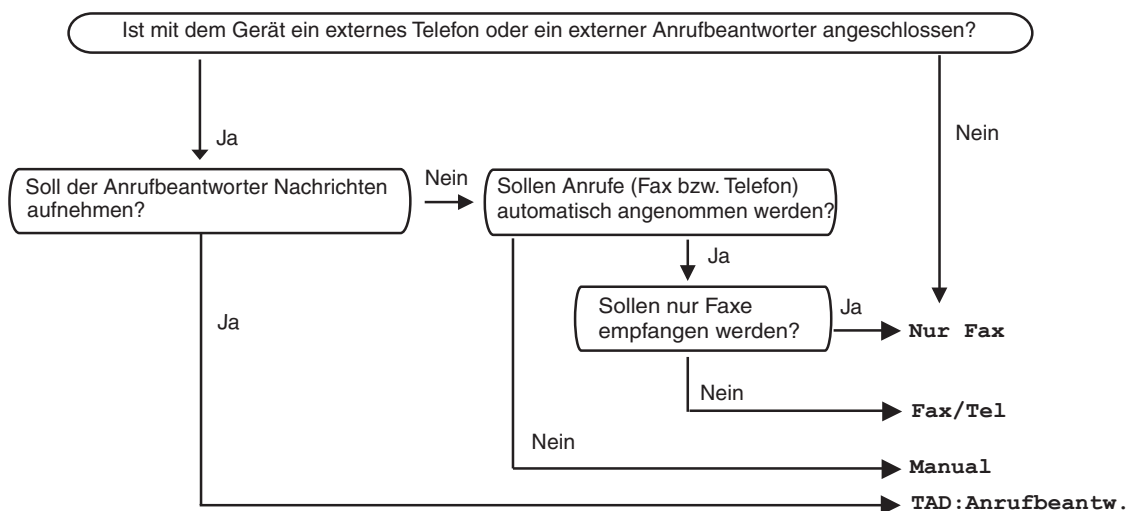 Ist mit dem Gerät ein externes Telefon oder ein externer Anrufbeantworter angeschlossen?
Ja
Nein
Soll der Anrufbeantworter Nachrichten
aufnehmen?
Nein
Sollen Anrufe (Fax bzw. Telefon)
automatisch angenommen werden?
Ja
Ja
Sollen nur Faxe
empfangen werden?
Ja
Nur Fax
Nein
Fax/Tel
Nein
Manual
TAD:Anrufbeantw.